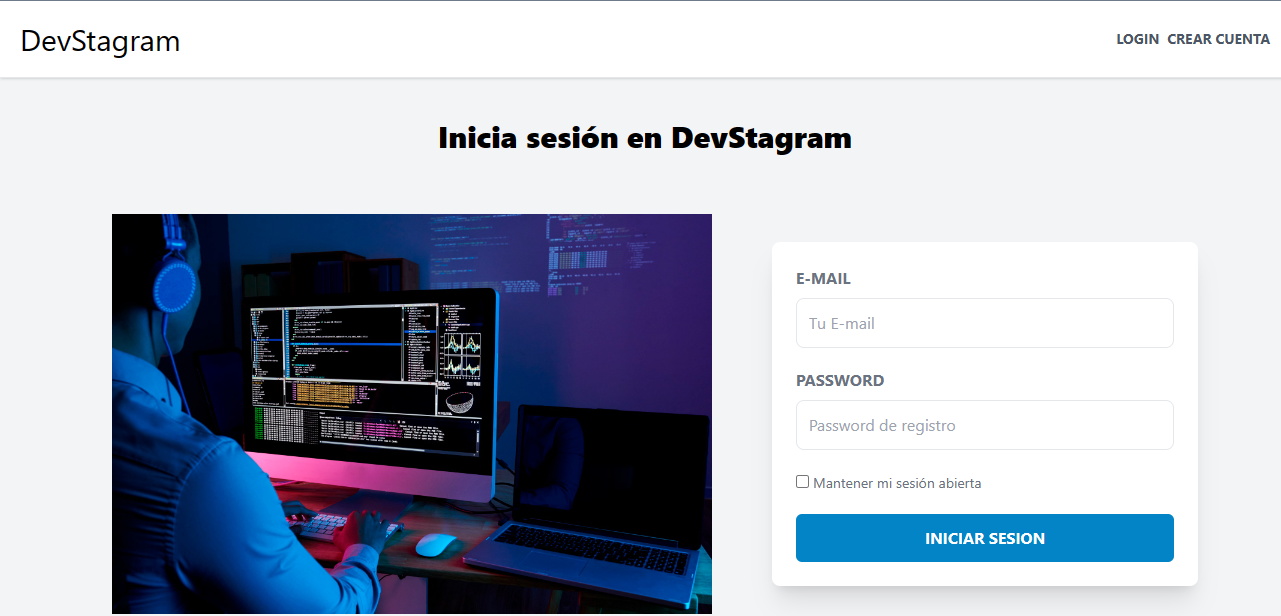 DevStagram
LOGIN CREAR CUENTA
Inicia sesión en DevStagram
E-MAIL
Tu E-mail
PASSWORD
Password de registro
Mantener mi sesión abierta
INICIAR SESION